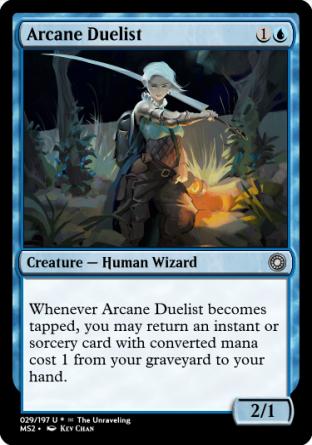 Arcane Duelist 1
Creature — Human Wizard
Whenever Arcane Duelist becomes
tapped, you may return an instant or
sorcery card with converted mana
cost 1 from your graveyard to your
hand.
2/1
029/197 U * = The Unraveling
MS2 • Kev Chan